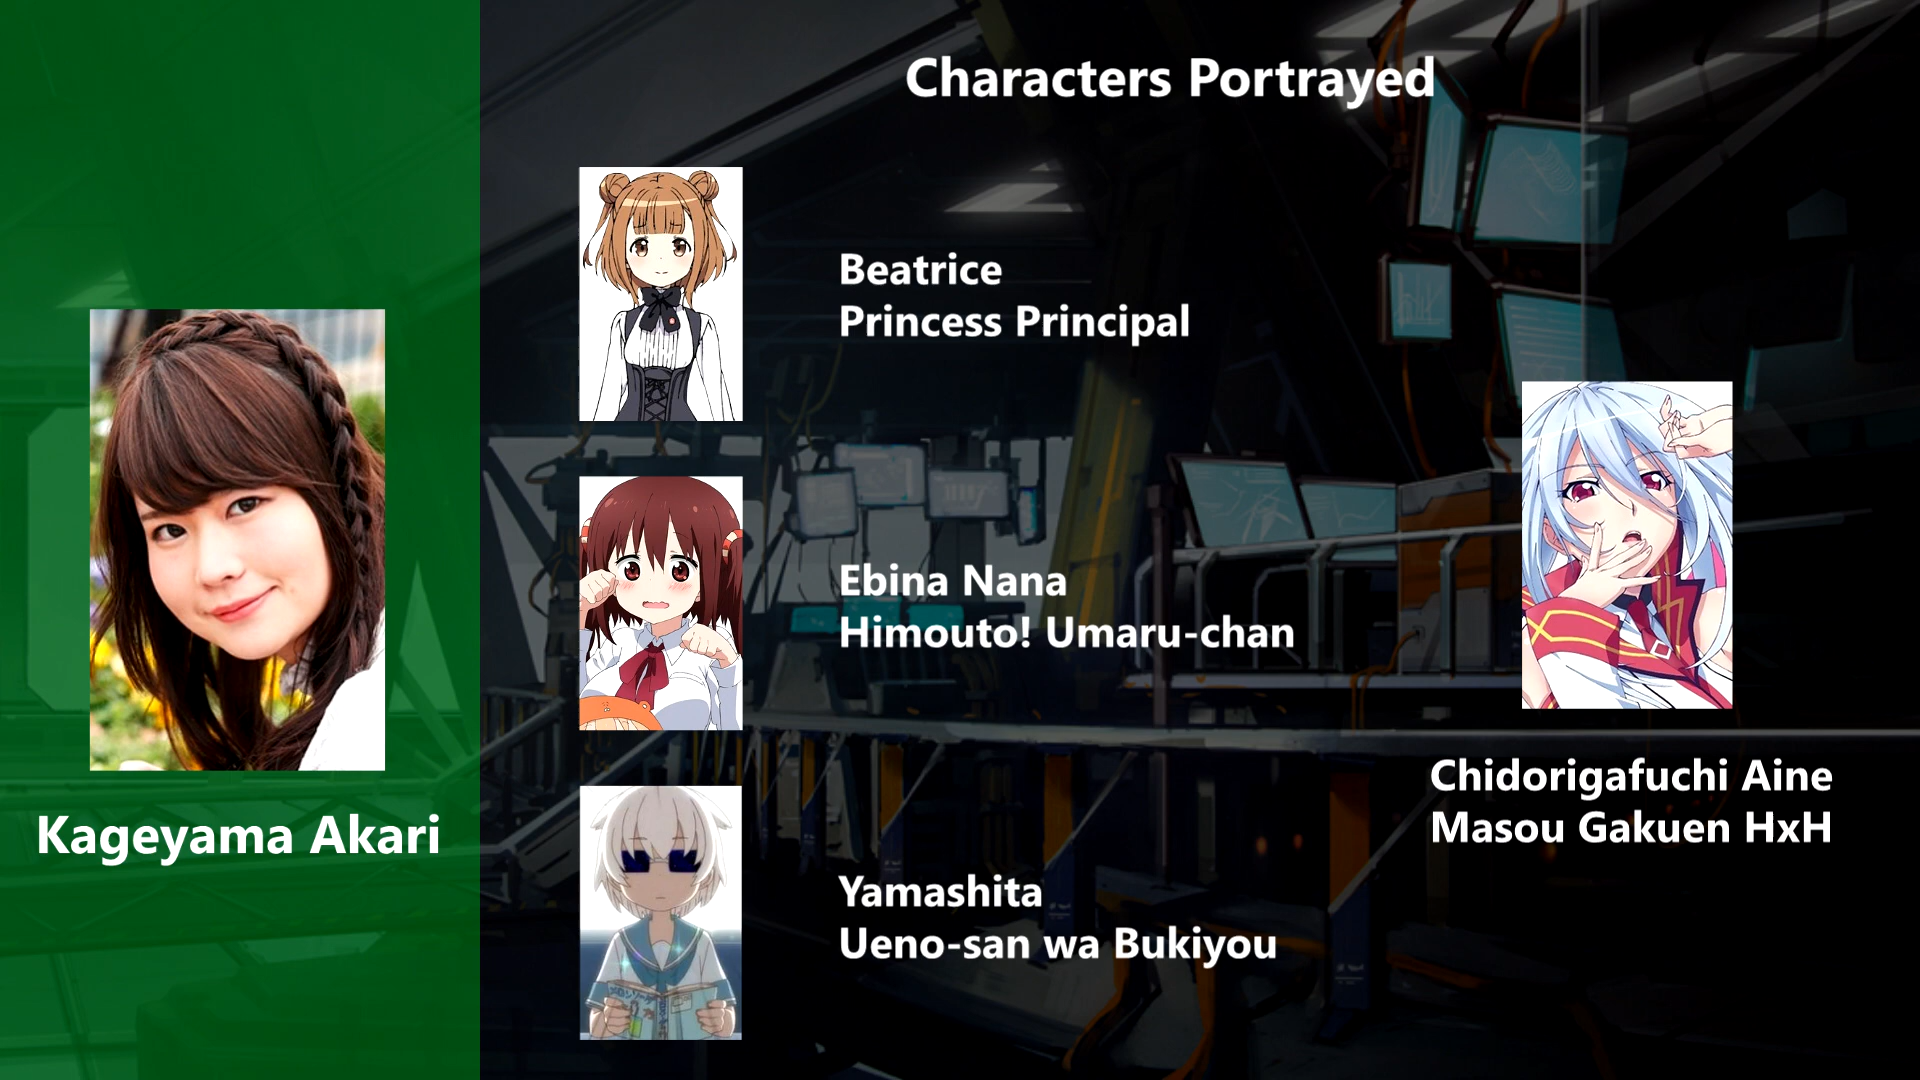 Characters Portrayed
Kageyama Akari
Beatrice
Princess Principal
Ebina Nana
Himouto! Umaru-chan
Yamashita
Ueno-san wa Bukiyou
Chidorigafuchi Aine
Masou Gakuen HxH